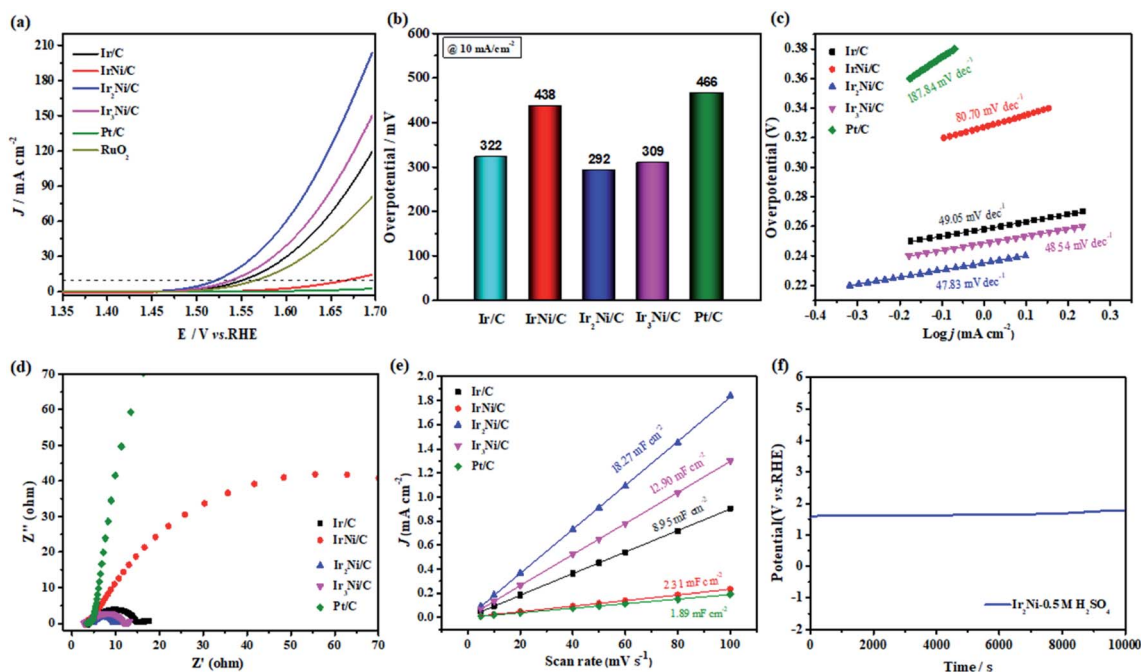 (a)
Ir/C
IrNi/C
Ir₂Ni/C
Ir₃Ni/C
Pt/C
RuO₂
210
180
150
120
90
60
30
0
J / mA cm⁻²
1.35 1.40 1.45 1.50 1.55 1.60 1.65 1.70
E / V vs.RHE
(b)
@ 10 mA/cm⁻²
600
500
400
300
200
100
0
Overpotential / mV
322
438
292
309
466
Ir/C IrNi/C Ir₂Ni/C Ir₃Ni/C Pt/C
(c)
Ir/C
IrNi/C
Ir₂Ni/C
Ir₃Ni/C
Pt/C
0.38
0.36
0.34
0.32
0.30
0.28
0.26
0.24
0.22
Overpotential (V)
187.84 mV dec⁻¹
80.70 mV dec⁻¹
49.05 mV dec⁻¹
48.54 mV dec⁻¹
47.83 mV dec⁻¹
-0.4 -0.3 -0.2 -0.1 0.0 0.1 0.2 0.3 0.4
Log j (mA cm⁻²)
(d)
70
60
50
40
30
20
10
0
Z'' (ohm)
Ir/C
IrNi/C
Ir₂Ni/C
Ir₃Ni/C
Pt/C
0 10 20 30 40 50 60 70
Z' (ohm)
(e)
Ir/C
IrNi/C
Ir₂Ni/C
Ir₃Ni/C
Pt/C
2.0
1.8
1.6
1.4
1.2
1.0
0.8
0.6
0.4
0.2
0.0
J (mA cm⁻²)
18.27 mF cm⁻²
12.90 mF cm⁻²
8.95 mF cm⁻²
2.31 mF cm⁻²
1.89 mF cm⁻²
0 20 40 60 80 100
Scan rate (mV s⁻¹)
(f)
6
5
4
3
2
1
0
-1
-2
Potential(V vs.RHE)
Ir₂Ni-0.5 M H₂SO₄
0 2000 4000 6000 8000 10000
Time / s